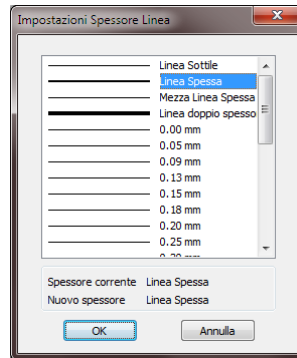 Impostazioni Spessore Linea
Linea Sottile
Linea Spessa
Mezza Linea Spessa
Linea doppio spesso
0.00 mm
0.05 mm
0.09 mm
0.13 mm
0.15 mm
0.18 mm
0.20 mm
0.25 mm
Spessore corrente Linea Spessa
Nuovo spessore Linea Spessa
OK Annulla